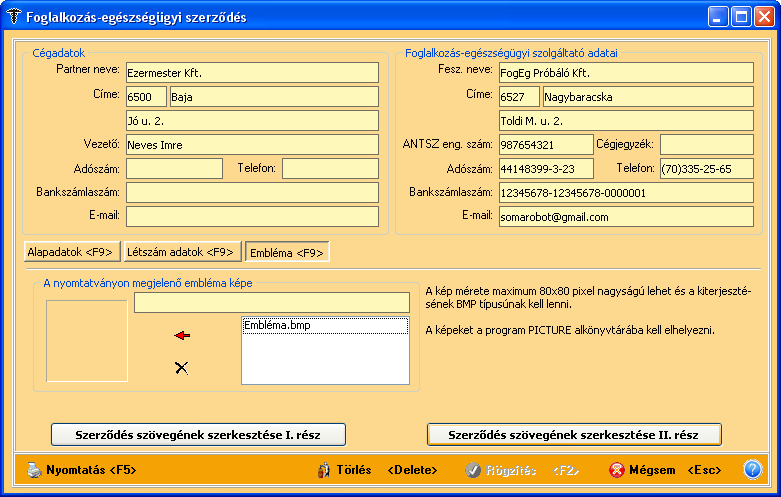 Foglalkozás-egészségügyi szerződés
Cégadatok
Partner neve: Ezermester Kft.
Címe: 6500 Baja
Jó u. 2.
Vezető: Neves Imre
Adószám: Telefon:
Bankszámlaszám:
E-mail:
Foglalkozás-egészségügyi szolgáltató adatai
Fesz. neve: FogEg Próbáló Kft.
Címe: 6527 Nagybaracska
Toldi M. u. 2.
ANTSZ eng. szám: 987654321 Cégjegyzék:
Adószám: 44148399-3-23 Telefon: (70)335-25-65
Bankszámlaszám: 12345678-12345678-0000001
E-mail: somarobot@gmail.com
Alapadatok <F9> Létszám adatok <F9> Embléma <F9>
A nyomtatványon megjelenő embléma képe
Embléma.bmp
A kép mérete maximum 80x80 pixel nagyságú lehet és a kiterjeszté-
sének BMP típusúnak kell lenni.
A képeket a program PICTURE alkönyvtárába kell elhelyezni.
Szerződés szövegének szerkesztése I. rész Szerződés szövegének szerkesztése II. rész
Nyomtatás <F5> Törlés <Delete> Rögzítés <F2> Mégsem <Esc> ?